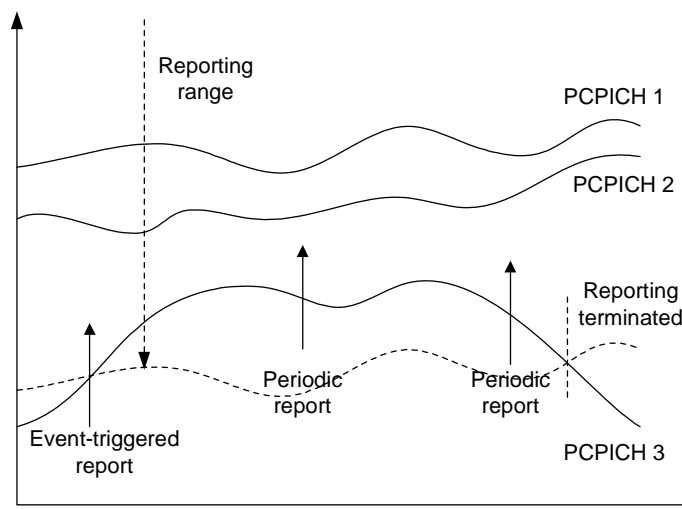 Reporting
range
PCPICH 1
PCPICH 2
Reporting
terminated
Periodic
report
Periodic
report
Event-triggered
report
PCPICH 3